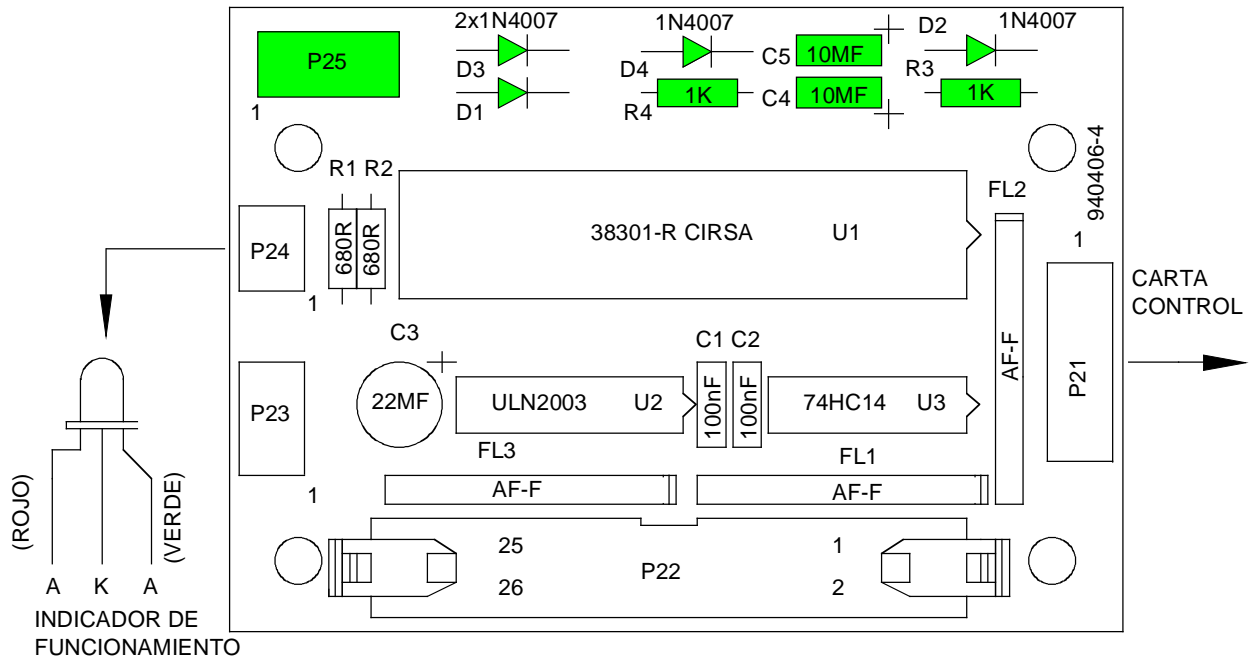 2x1N4007
1N4007
D2
1N4007
P25
D3
D4
C5
10MF
R3
D1
R4
1K
C4
10MF
1K
1
940406-4
R1 R2
FL2
680R
680R
38301-R CIRSA
U1
1
P24
1
CARTA
CONTROL
C3
C1 C2
AF-F
P21
P23
22MF
ULN2003
U2
100nF
100nF
74HC14
U3
FL3
FL1
1
AF-F
AF-F
(ROJO)
(VERDE)
25
1
P22
26
2
A K A
INDICADOR DE
FUNCIONAMIENTO